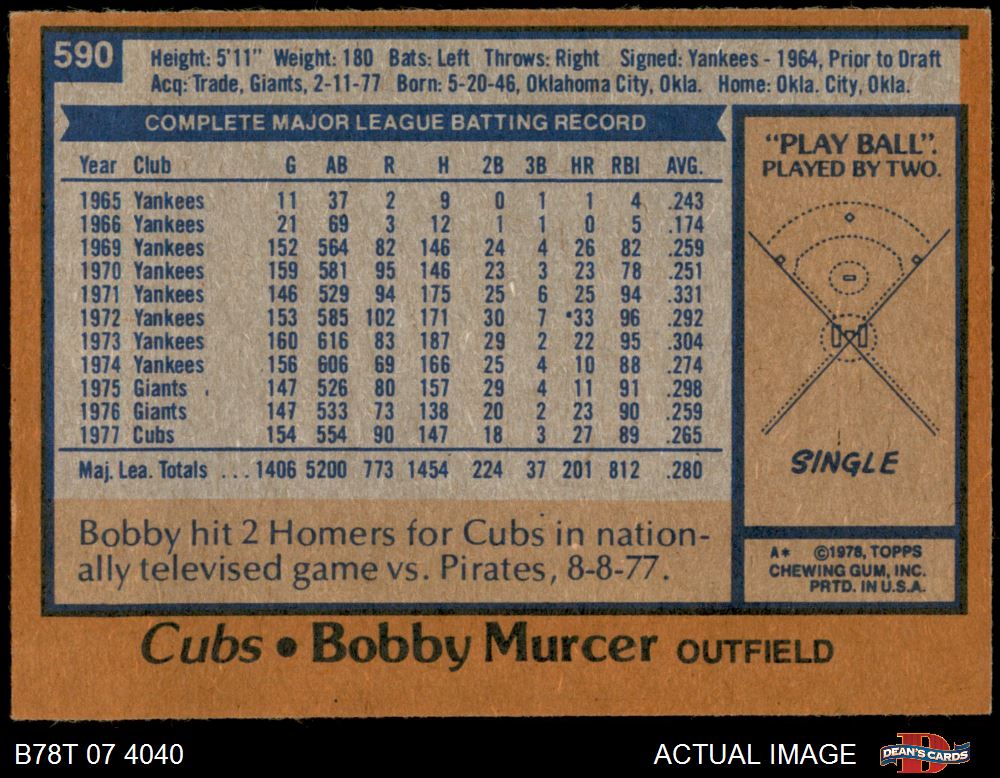 590
Height: 5'11" Weight: 180 Bats: Left Throws: Right Signed: Yankees - 1964, Prior to Draft
Acq: Trade, Giants, 2-11-77 Born: 5-20-46, Oklahoma City, Okla. Home: Okla. City, Okla.
COMPLETE MAJOR LEAGUE BATTING RECORD
Year Club G AB R H 2B 3B HR RBI AVG.
1965 Yankees 11 37 2 9 0 1 1 4 .243
1966 Yankees 21 69 3 12 1 1 0 5 .174
1969 Yankees 152 564 82 146 24 4 26 82 .259
1970 Yankees 159 581 95 146 23 3 23 78 .251
1971 Yankees 146 529 94 175 25 6 25 94 .331
1972 Yankees 153 585 102 171 30 7 •33 96 .292
1973 Yankees 160 616 83 187 29 2 22 95 .304
1974 Yankees 156 606 69 166 25 4 10 88 .274
1975 Giants 147 526 80 157 29 4 11 91 .298
1976 Giants 147 533 73 138 20 2 23 90 .259
1977 Cubs 154 554 90 147 18 3 27 89 .265
Maj. Lea. Totals ... 1406 5200 773 1454 224 37 201 812 .280
Bobby hit 2 Homers for Cubs in nation-
ally televised game vs. Pirates, 8-8-77.
"PLAY BALL".
PLAYED BY TWO.
SINGLE
A* ©1978, TOPPS
CHEWING GUM, INC.
PRTD. IN U.S.A.
Cubs • Bobby Murcer OUTFIELD
B78T 07 4040
ACTUAL IMAGE
DEAN'S CARDS